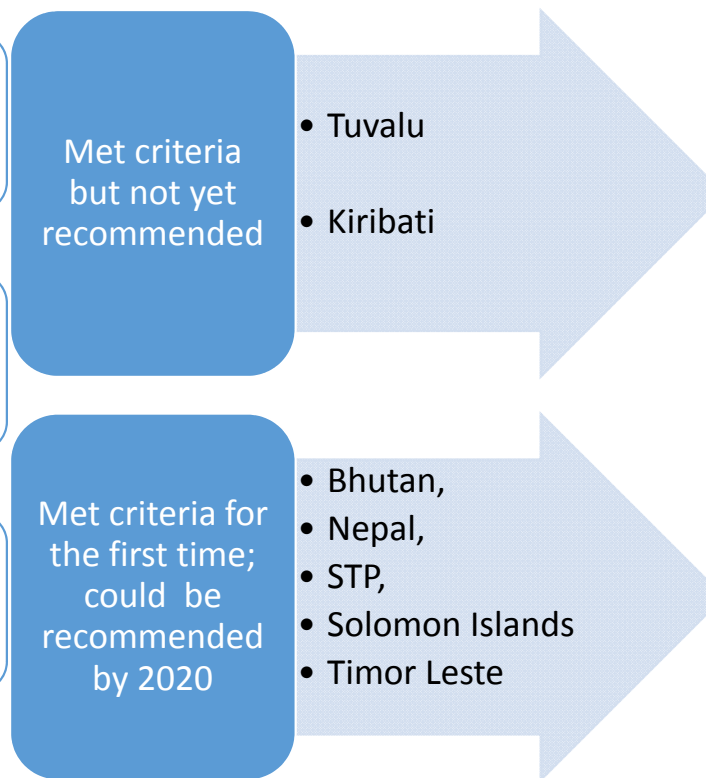 Met criteria
but not yet
recommended
• Tuvalu
• Kiribati
Met criteria for
the first time;
could be
recommended
by 2020
• Bhutan,
• Nepal,
• STP,
• Solomon Islands
• Timor Leste